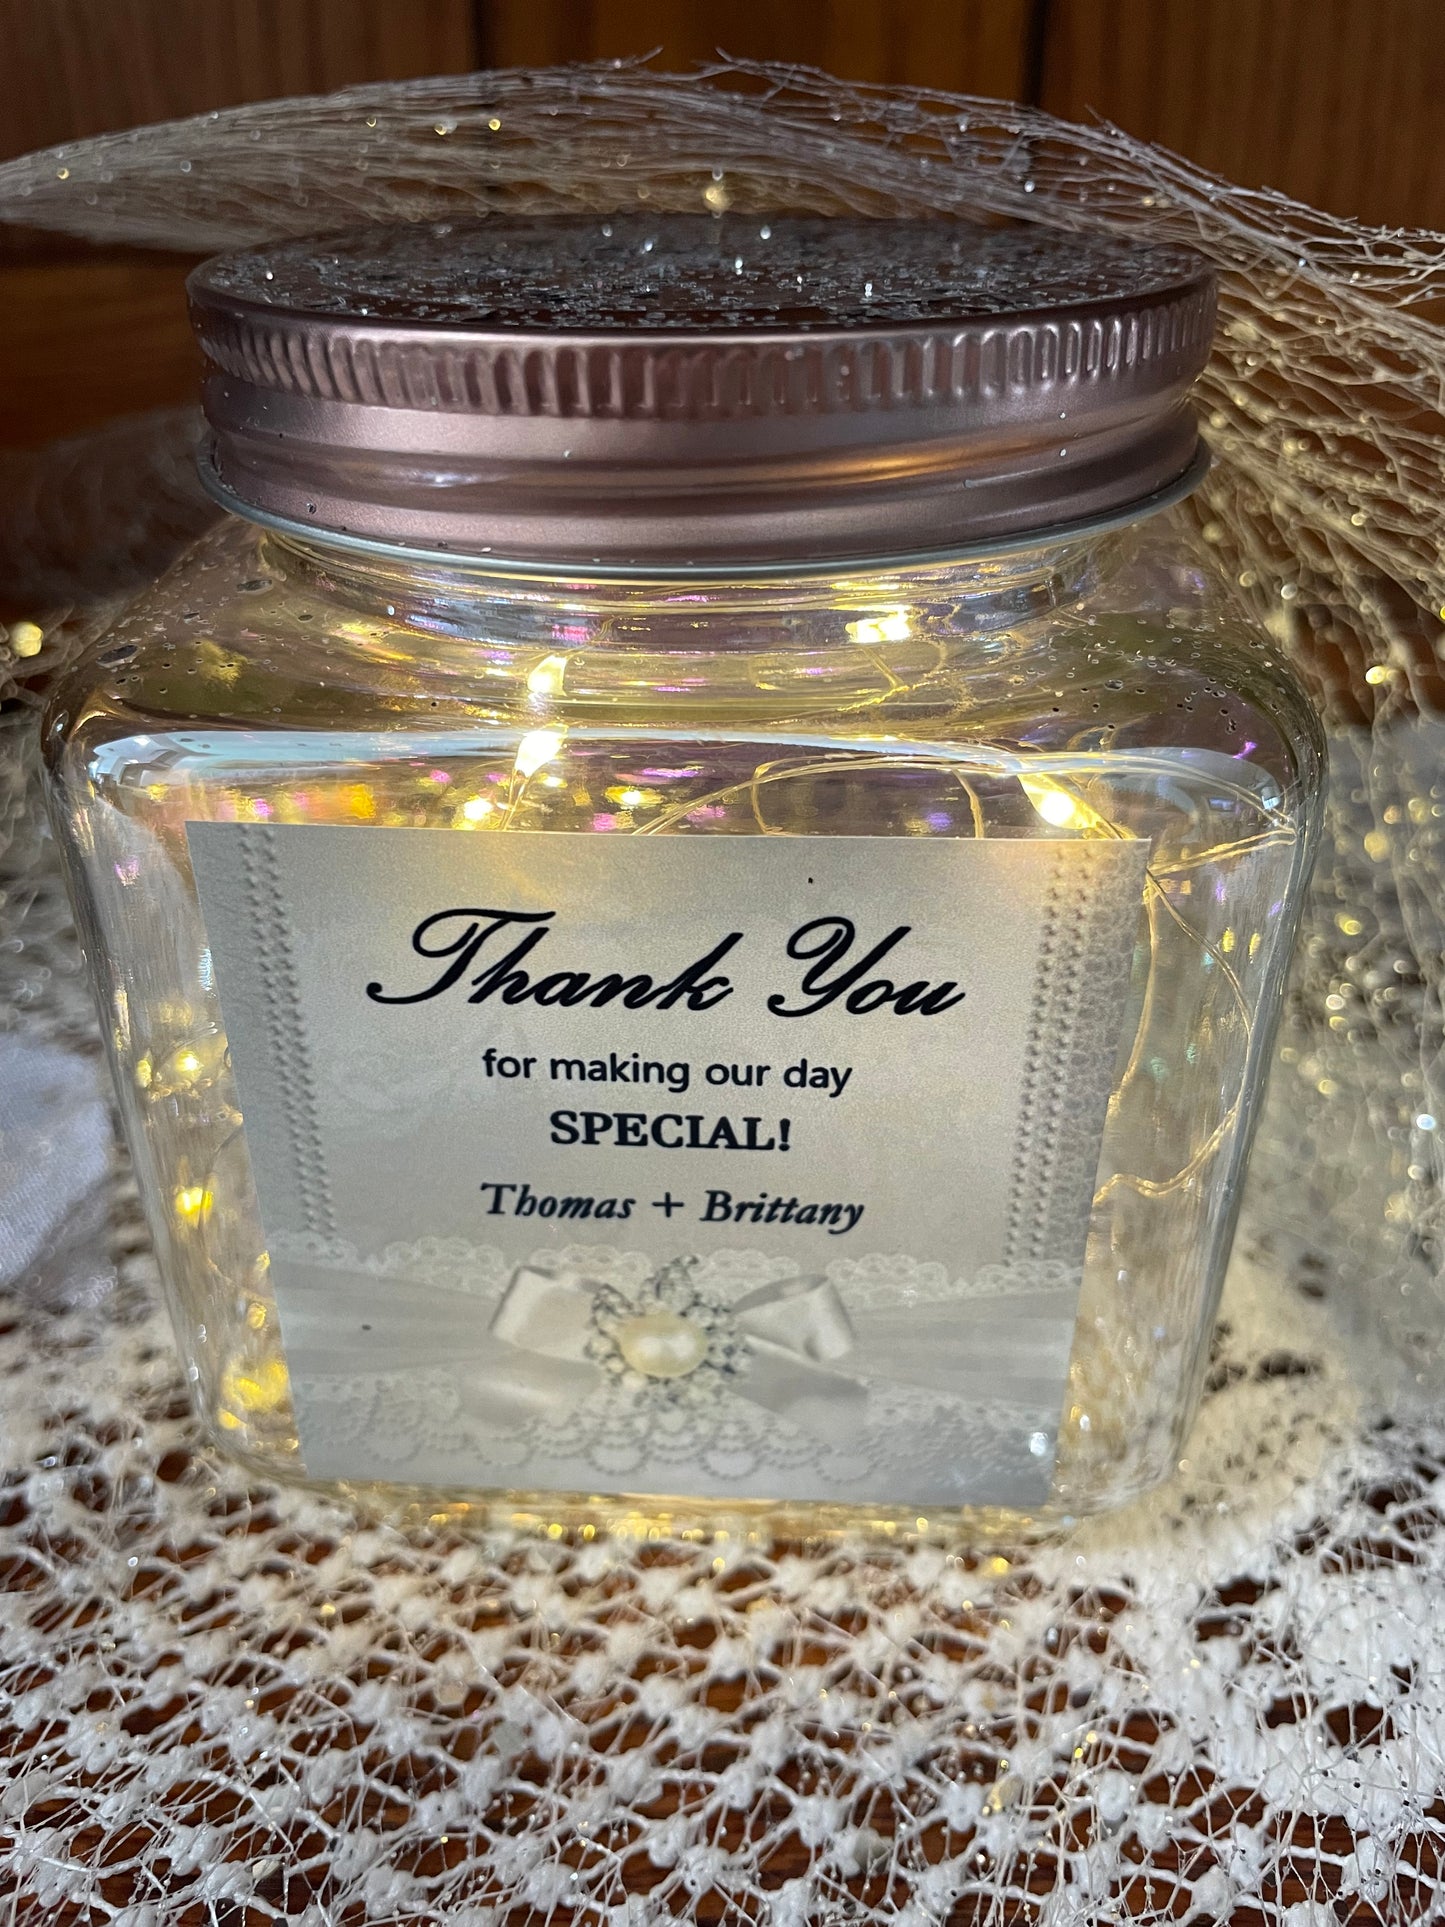 Thank You
for making our day
SPECIAL!
Thomas + Brittany